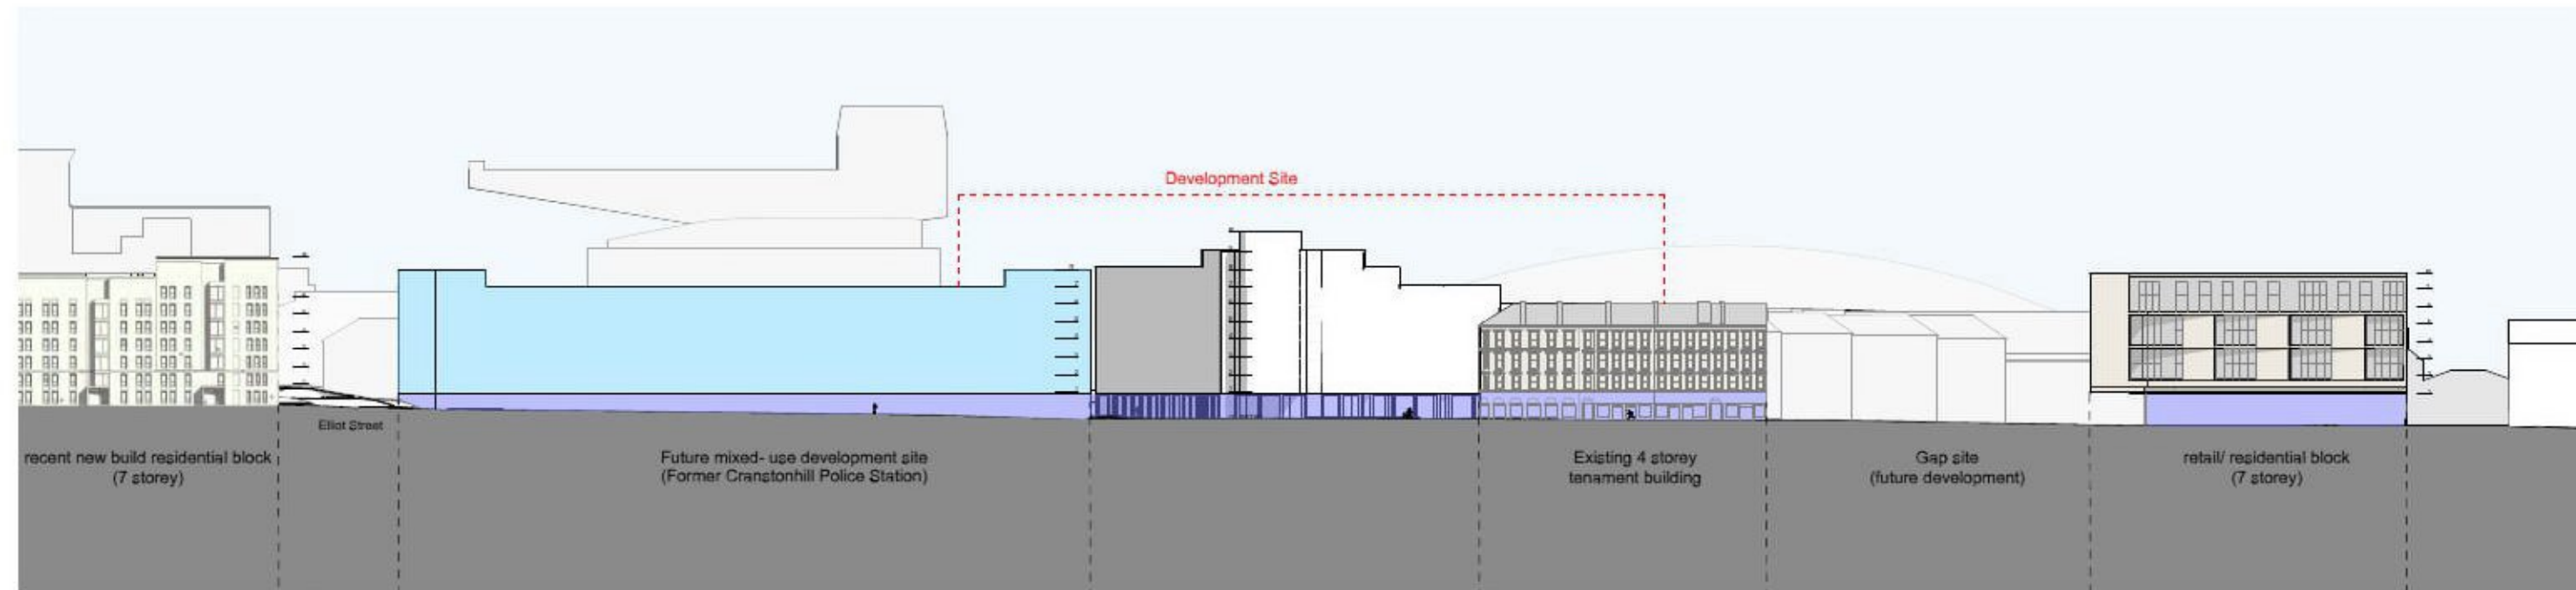 Development Site
Elliot Street
recent new build residential block
(7 storey)
Future mixed- use development site
(Former Cranstonhill Police Station)
Existing 4 storey
tenament building
Gap site
(future development)
retail/ residential block
(7 storey)